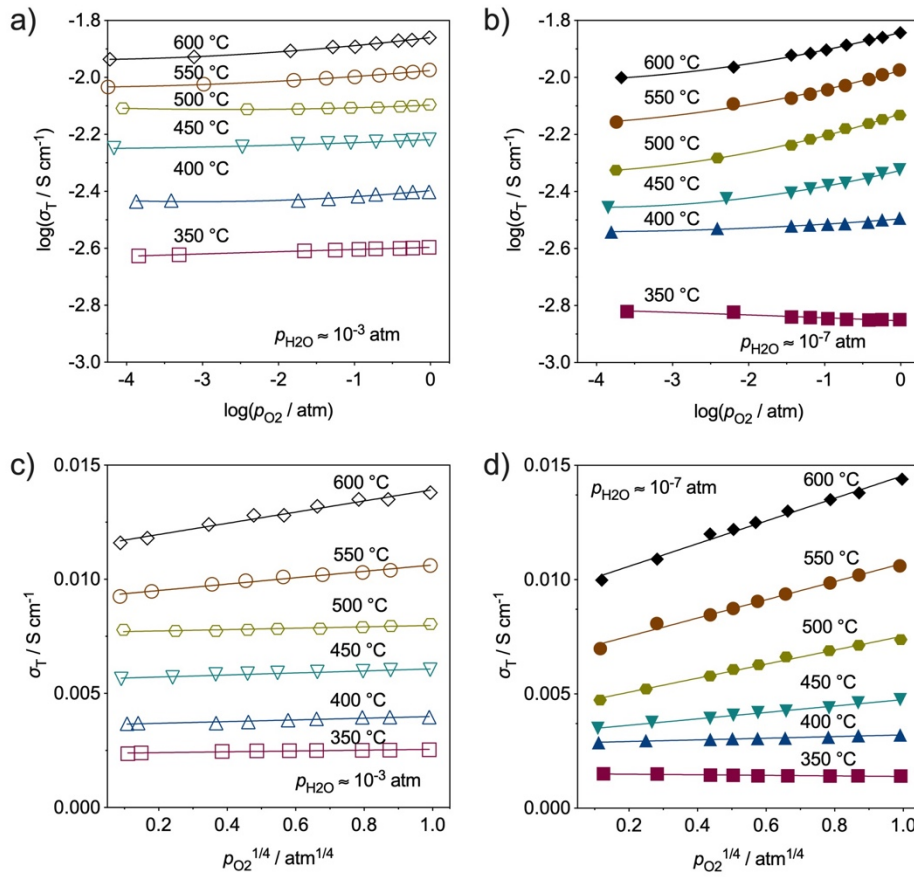 a)
log(σT / S cm-1)
-1.8
-2.0
-2.2
-2.4
-2.6
-2.8
-3.0
600 °C
550 °C
500 °C
450 °C
400 °C
350 °C
pH2O ≈ 10-3 atm
-4 -3 -2 -1 0
log(pO2 / atm)
b)
log(σT / S cm-1)
-1.8
-2.0
-2.2
-2.4
-2.6
-2.8
-3.0
600 °C
550 °C
500 °C
450 °C
400 °C
350 °C
pH2O ≈ 10-7 atm
-4 -3 -2 -1 0
log(pO2 / atm)
c)
σT / S cm-1
0.015
0.010
0.005
0.000
600 °C
550 °C
500 °C
450 °C
400 °C
350 °C
pH2O ≈ 10-3 atm
0.2 0.4 0.6 0.8 1.0
pO21/4 / atm1/4
d)
σT / S cm-1
0.015
0.010
0.005
0.000
pH2O ≈ 10-7 atm
600 °C
550 °C
500 °C
450 °C
400 °C
350 °C
0.2 0.4 0.6 0.8 1.0
pO21/4 / atm1/4